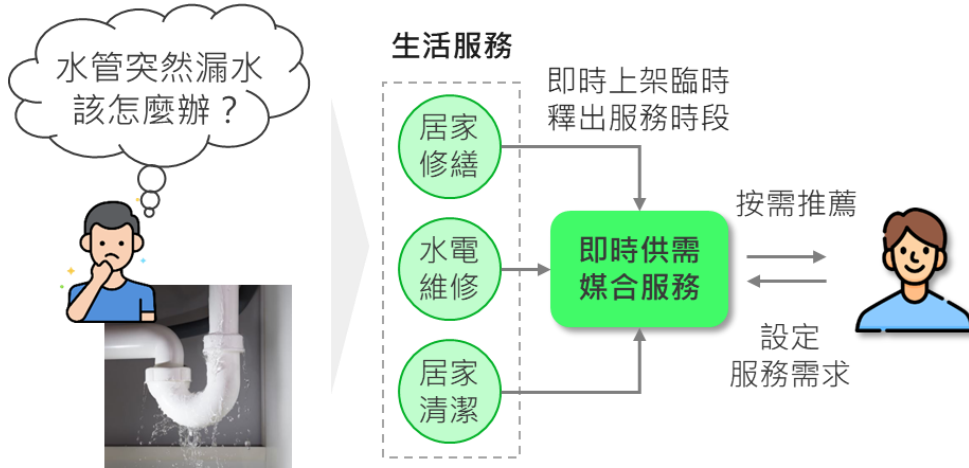 水管突然漏水
該怎麼辦？
生活服務
居家
修繕
水電
維修
居家
清潔
即時上架臨時
釋出服務時段
即時供需
媒合服務
按需推薦
設定
服務需求